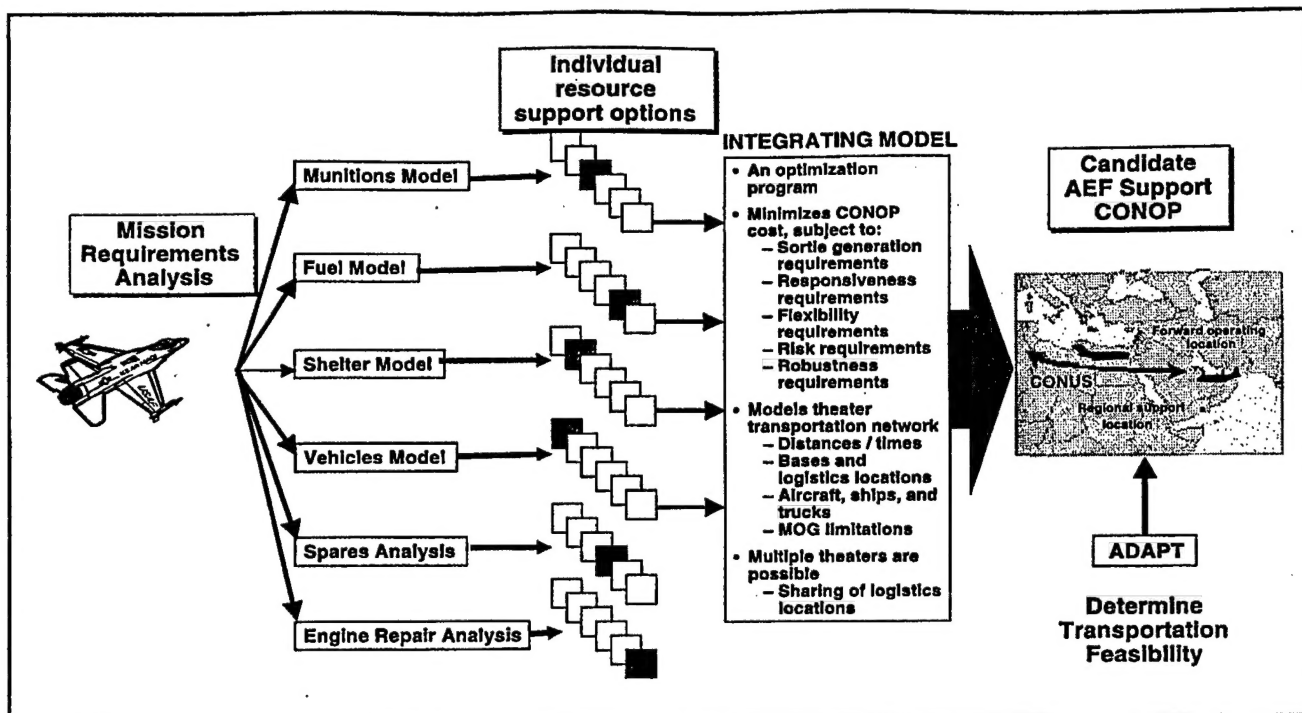 Mission
Requirements
Analysis
Munitions Model
Fuel Model
Shelter Model
Vehicles Model
Spares Analysis
Engine Repair Analysis
Individual
resource
support options
INTEGRATING MODEL
• An optimization
program
• Minimizes CONOP
cost, subject to:
– Sortie generation
requirements
– Responsiveness
requirements
– Flexibility
requirements
– Risk requirements
– Robustness
requirements
• Models theater
transportation network
– Distances / times
– Bases and
logistics locations
– Aircraft, ships, and
trucks
– MOG limitations
• Multiple theaters are
possible
– Sharing of logistics
locations
Candidate
AEF Support
CONOP
Forward operating
location
CONUS
Regional support
location
ADAPT
Determine
Transportation
Feasibility